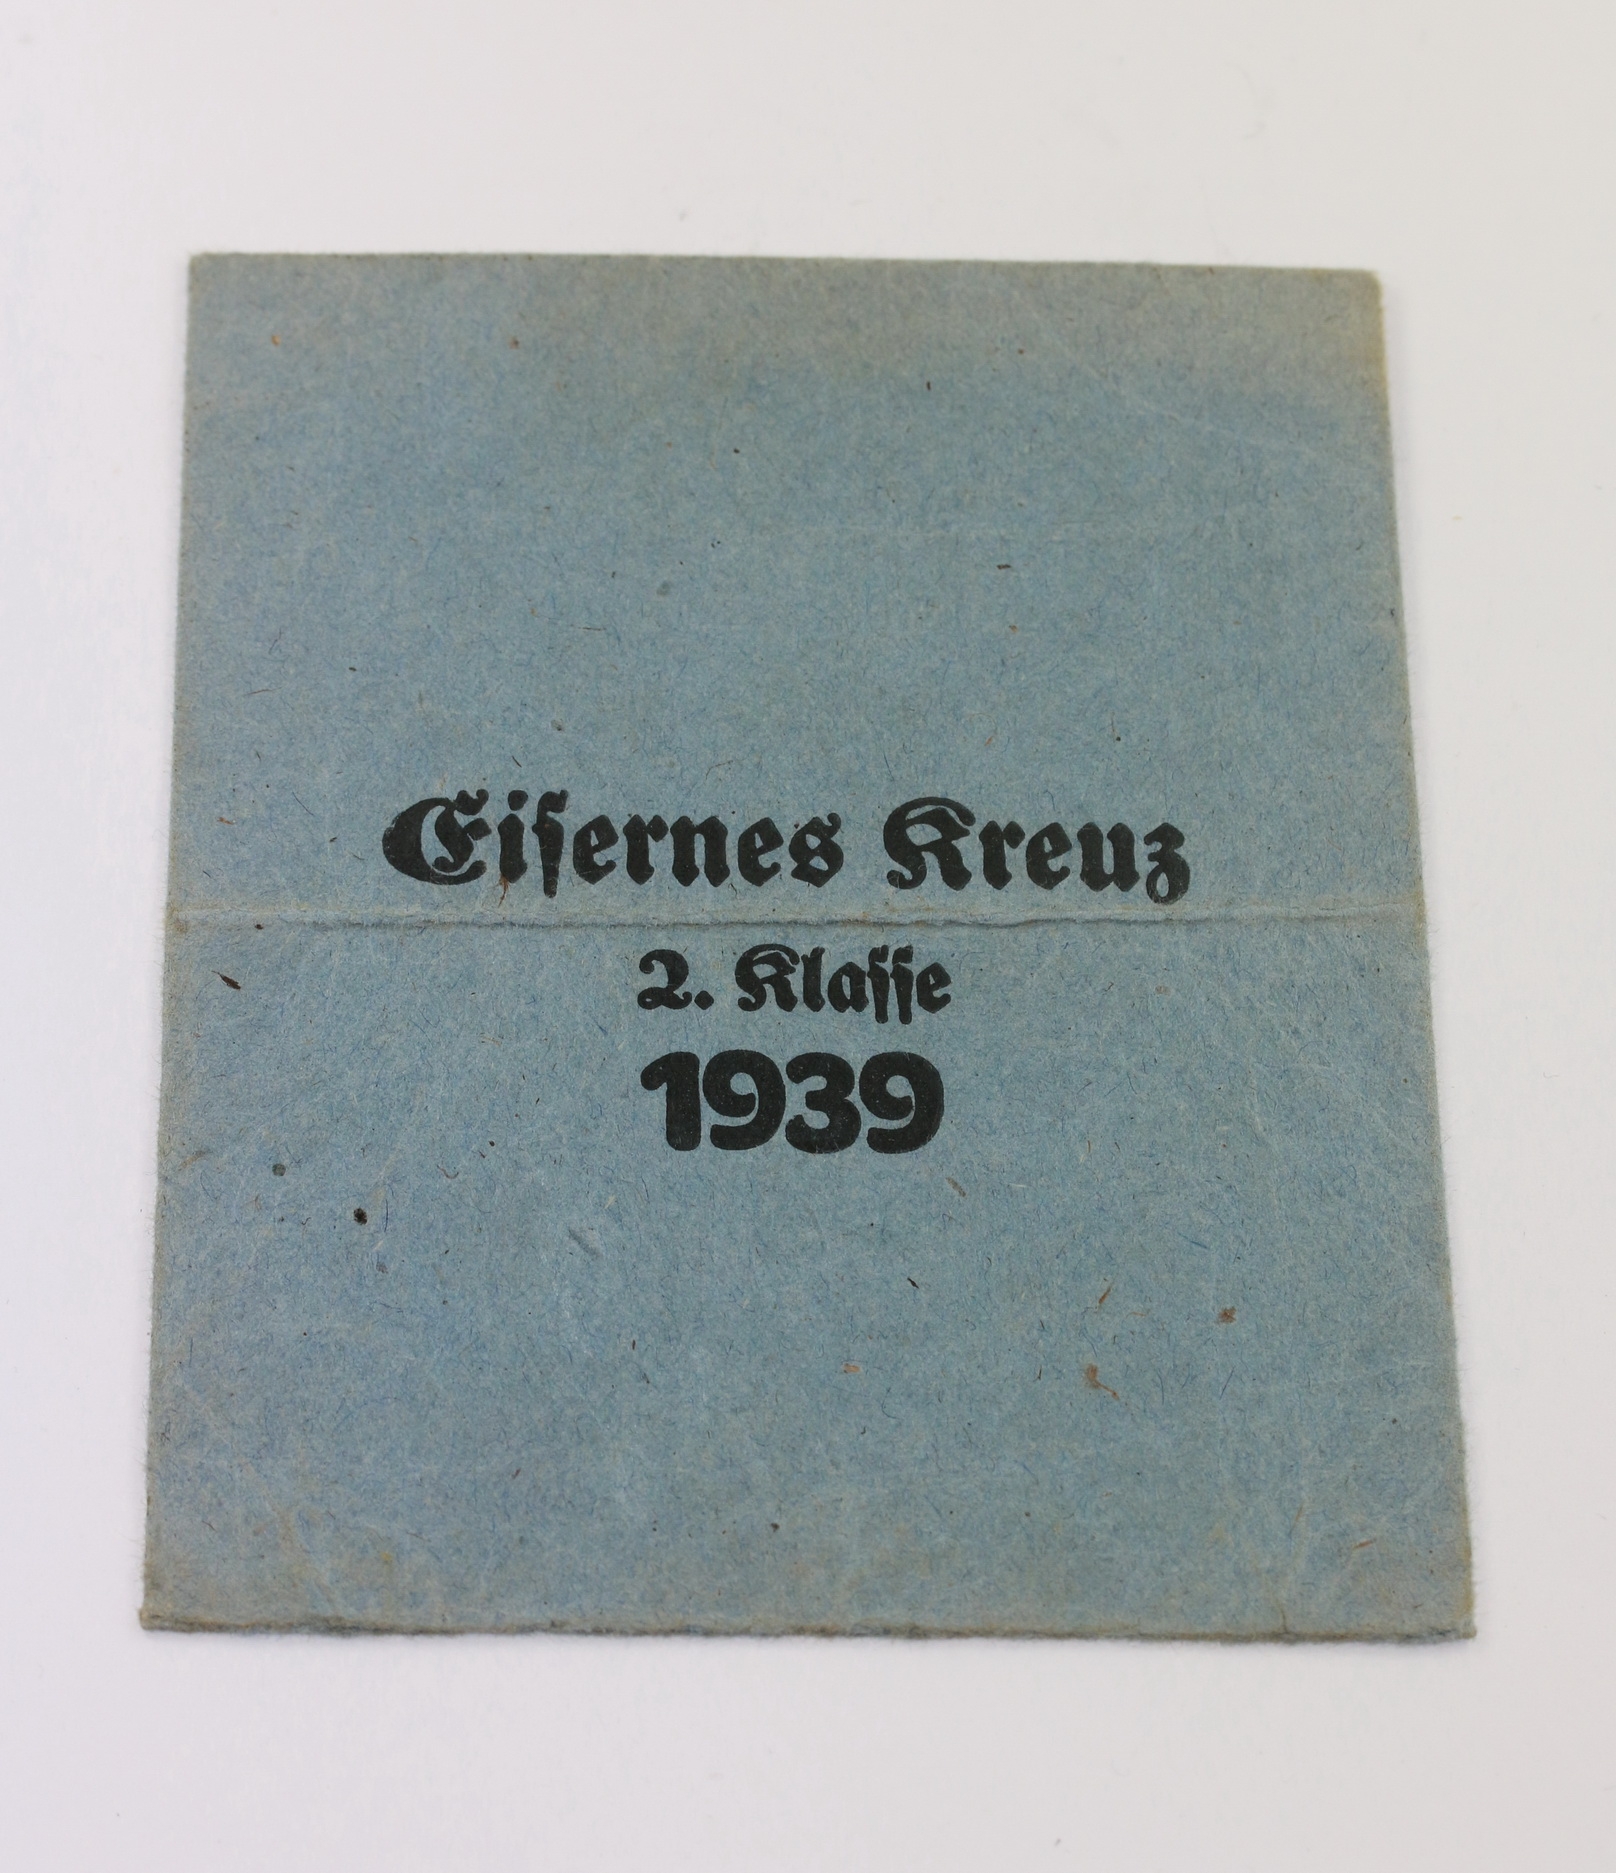 Eiſernes Kreuz
2. Klaſſe
1939